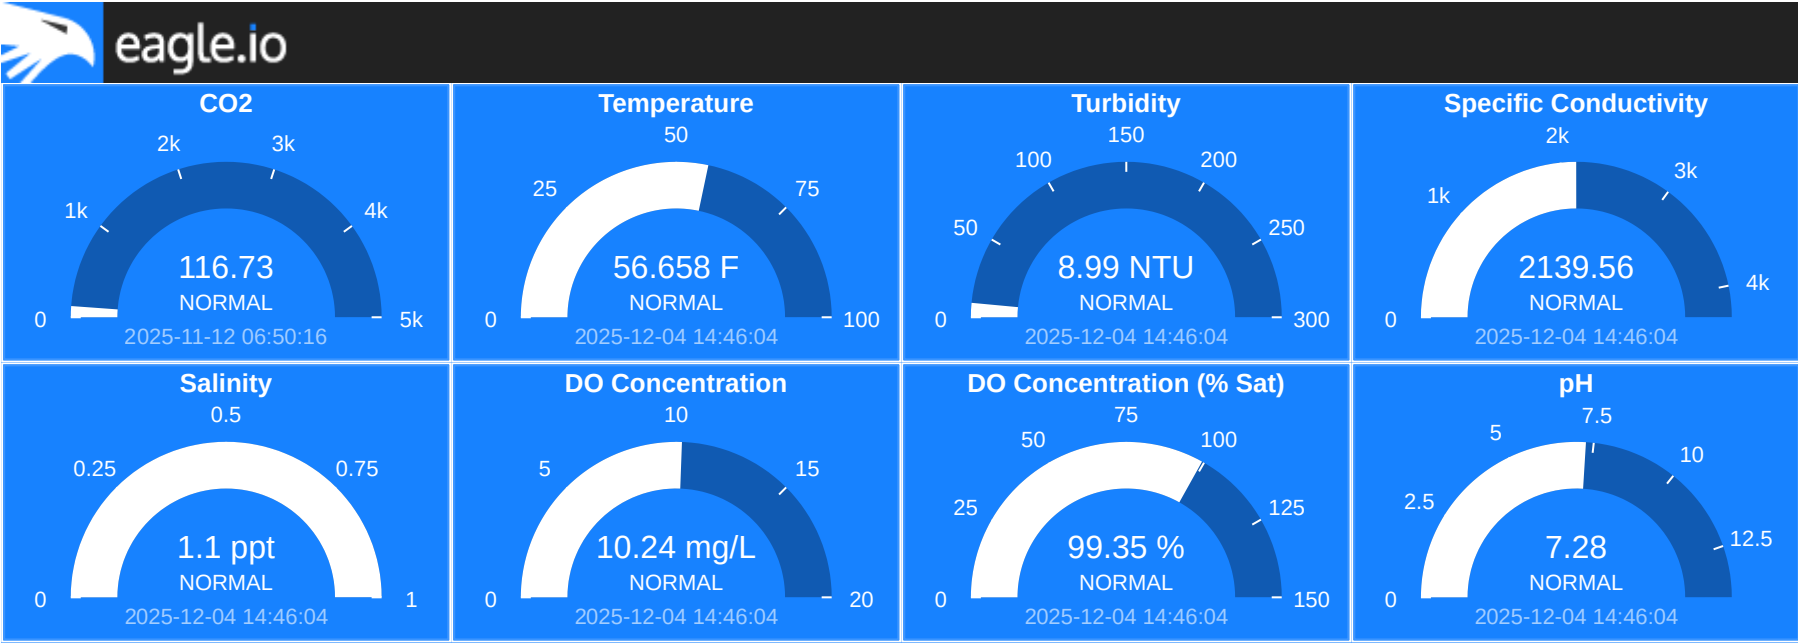 eagle.io
CO2
0
1k
2k
3k
4k
5k
116.73
NORMAL
2025-11-12 06:50:16
Temperature
0
25
50
75
100
56.658 F
NORMAL
2025-12-04 14:46:04
Turbidity
0
50
100
150
200
250
300
8.99 NTU
NORMAL
2025-12-04 14:46:04
Specific Conductivity
0
1k
2k
3k
4k
2139.56
NORMAL
2025-12-04 14:46:04
Salinity
0
0.25
0.5
0.75
1
1.1 ppt
NORMAL
2025-12-04 14:46:04
DO Concentration
0
5
10
15
20
10.24 mg/L
NORMAL
2025-12-04 14:46:04
DO Concentration (% Sat)
0
25
50
75
100
125
150
99.35 %
NORMAL
2025-12-04 14:46:04
pH
0
2.5
5
7.5
10
12.5
7.28
NORMAL
2025-12-04 14:46:04